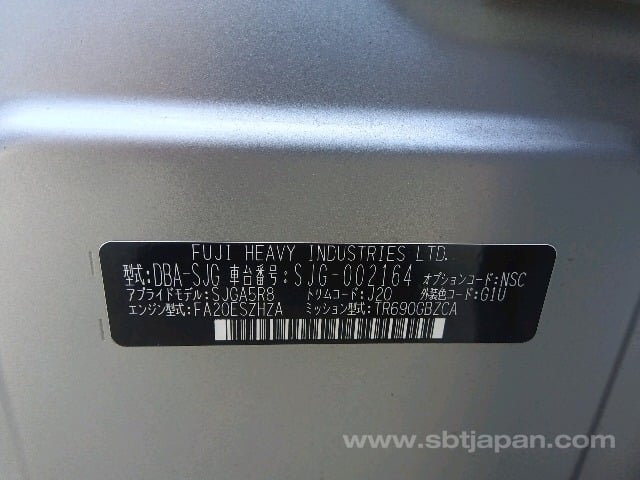 FUJI HEAVY INDUSTRIES LTD.
型式:DBA-SJG 車台番号:SJG-002164 オプションコード:NSC
アプライドモデル:SJGA5R8 トリムコード:J20 外装色コード:G1U
エンジン型式:FA20ESZHZA ミッション型式:TR690GBZCA
www.sbtjapan.com